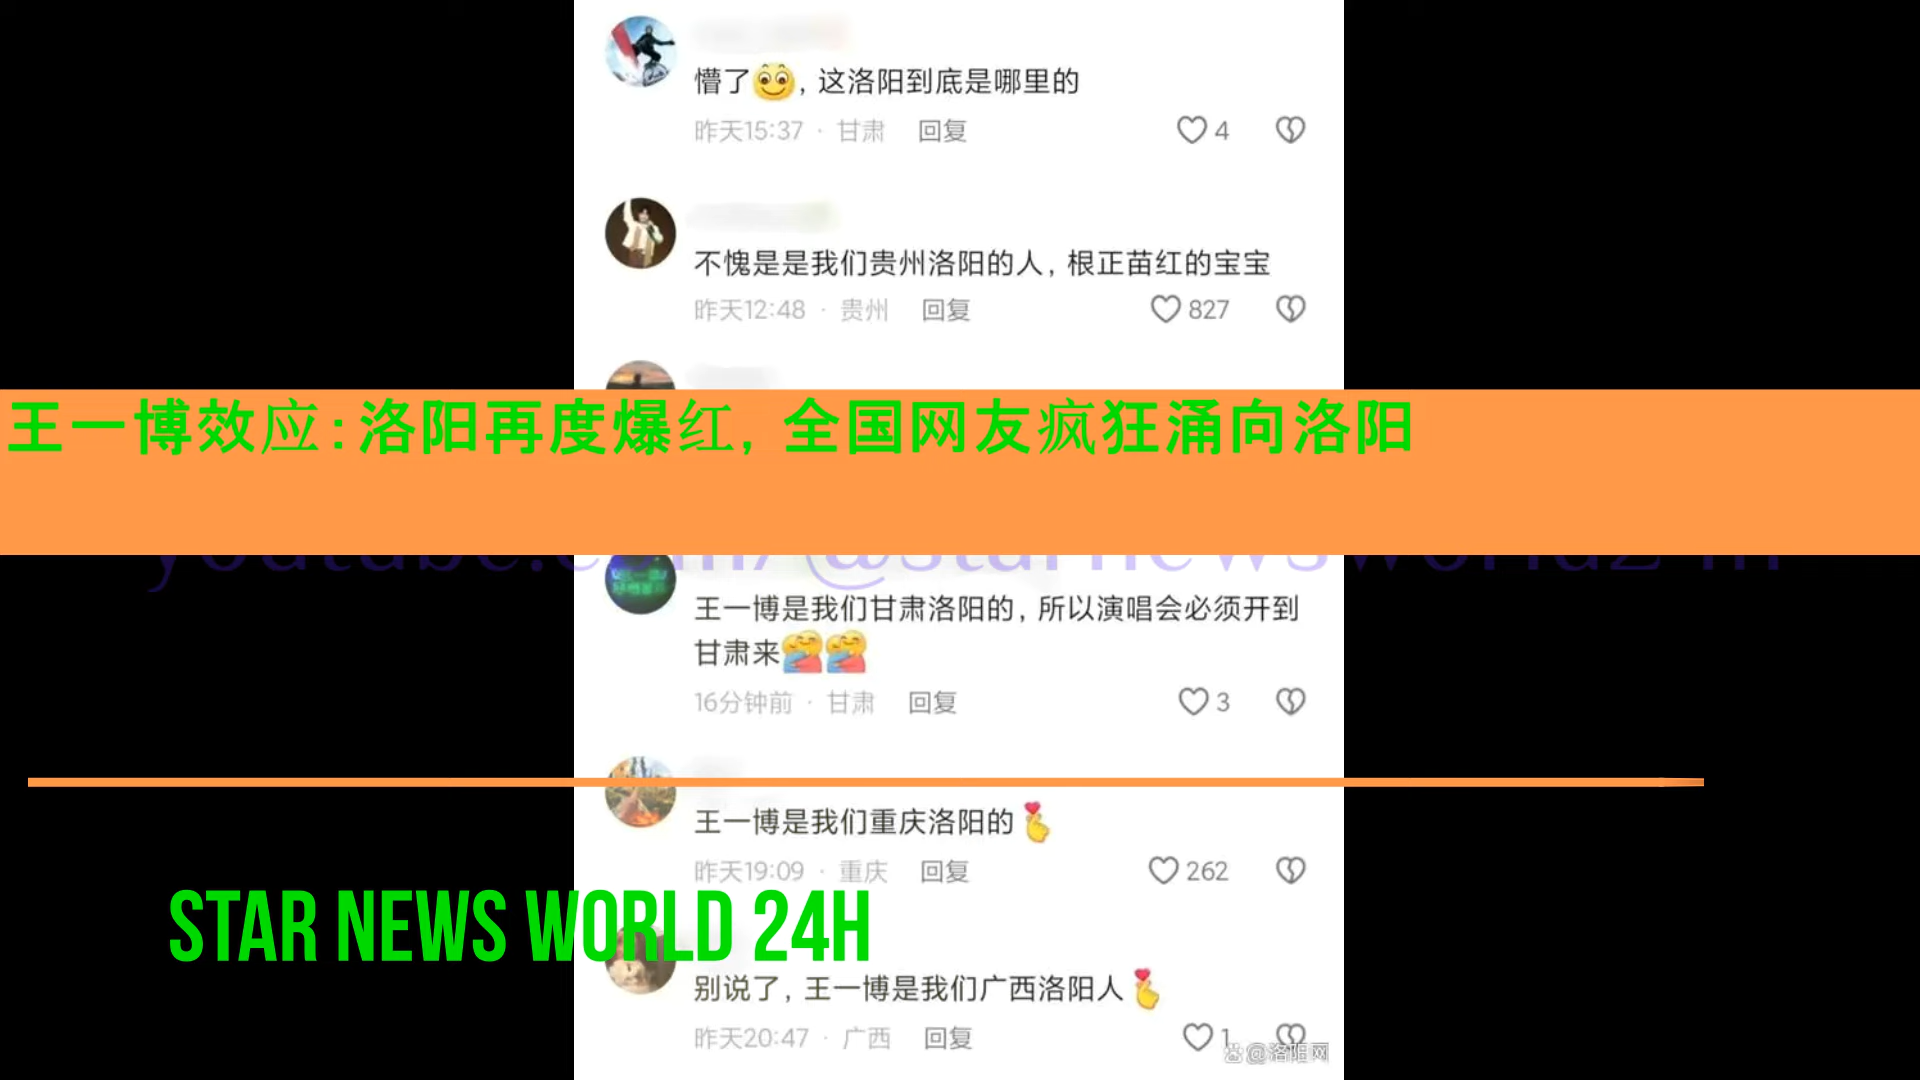 懵了，这洛阳到底是哪里的
昨天15:37 · 甘肃 回复 4
不愧是是我们贵州洛阳的人，根正苗红的宝宝
昨天12:48 · 贵州 回复 827
王一博效应:洛阳再度爆红, 全国网友疯狂涌向洛阳
youtube.com/@starnewsworld24h
王一博是我们甘肃洛阳的，所以演唱会必须开到
甘肃来
16分钟前 · 甘肃 回复 3
王一博是我们重庆洛阳的
昨天19:09 · 重庆 回复 262
STAR NEWS WORLD 24H
别说了，王一博是我们广西洛阳人
昨天20:47 · 广西 回复 1
@洛阳网